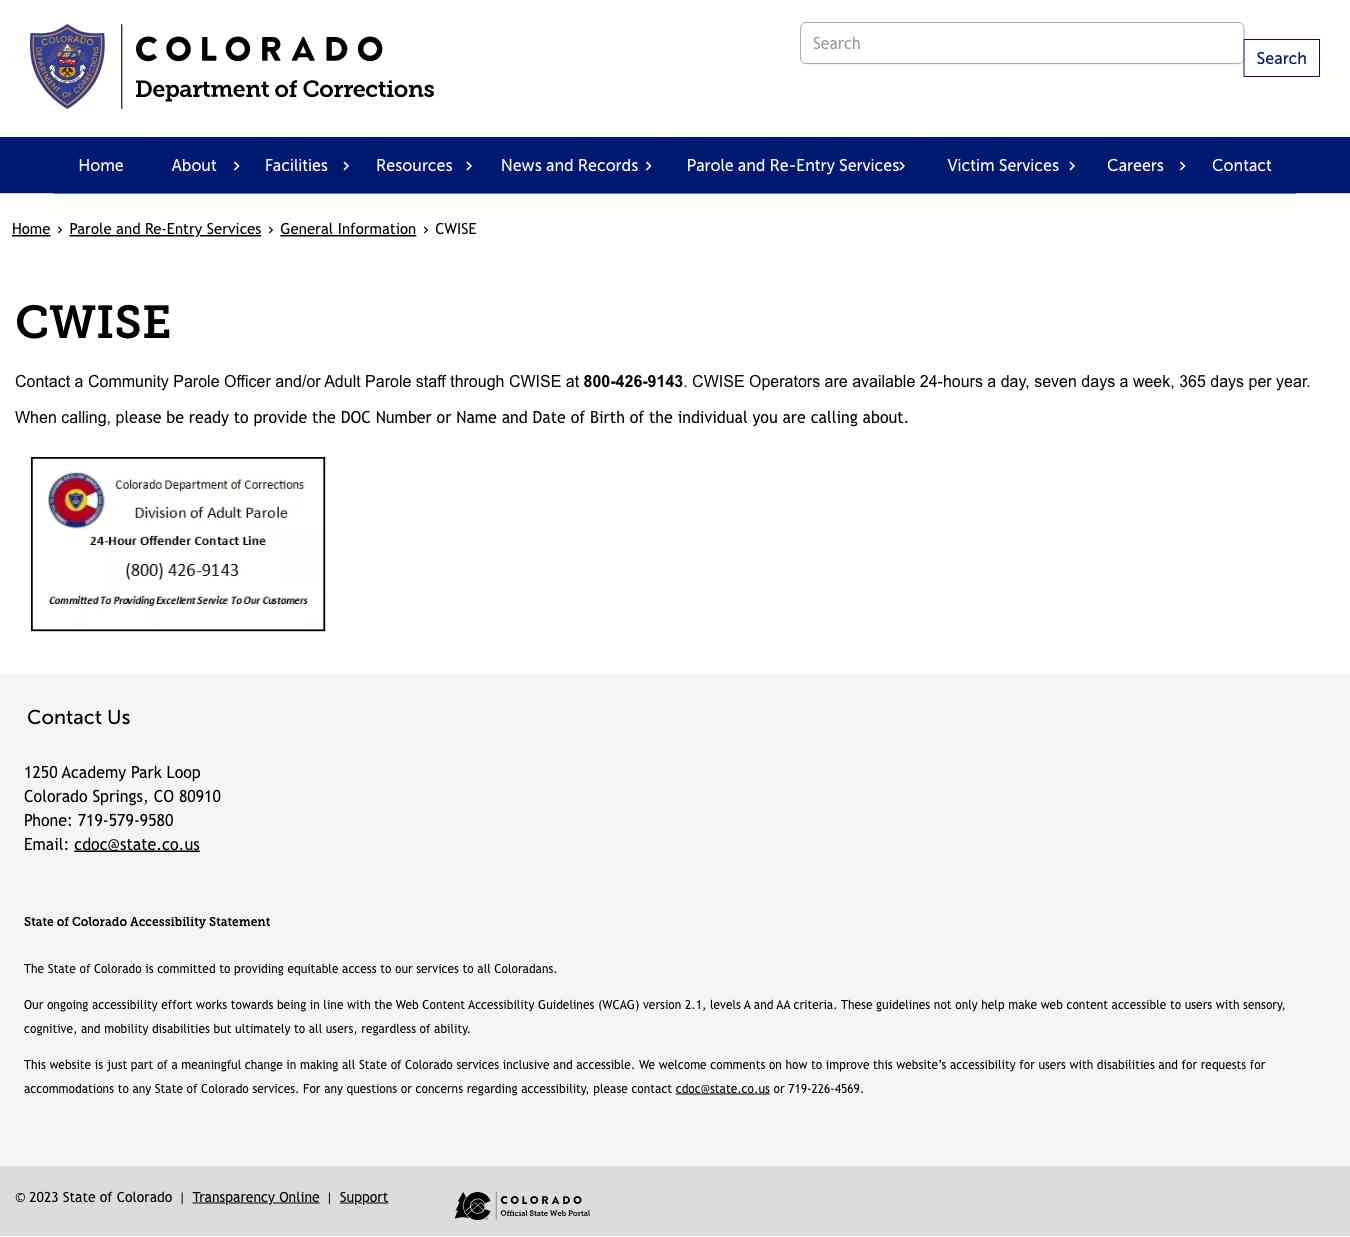 COLORADO
Department of Corrections
Search
Search
Home
About
Facilities
Resources
News and Records
Parole and Re-Entry Services
Victim Services
Careers
Contact
Home › Parole and Re-Entry Services › General Information › CWISE
CWISE
Contact a Community Parole Officer and/or Adult Parole staff through CWISE at 800-426-9143. CWISE Operators are available 24-hours a day, seven days a week, 365 days per year.
When calling, please be ready to provide the DOC Number or Name and Date of Birth of the individual you are calling about.
Colorado Department of Corrections
Division of Adult Parole
24-Hour Offender Contact Line
(800) 426-9143
Committed To Providing Excellent Service To Our Customers
Contact Us
1250 Academy Park Loop
Colorado Springs, CO 80910
Phone: 719-579-9580
Email: cdoc@state.co.us
State of Colorado Accessibility Statement
The State of Colorado is committed to providing equitable access to our services to all Coloradans.
Our ongoing accessibility effort works towards being in line with the Web Content Accessibility Guidelines (WCAG) version 2.1, levels A and AA criteria. These guidelines not only help make web content accessible to users with sensory,
cognitive, and mobility disabilities but ultimately to all users, regardless of ability.
This website is just part of a meaningful change in making all State of Colorado services inclusive and accessible. We welcome comments on how to improve this website’s accessibility for users with disabilities and for requests for
accommodations to any State of Colorado services. For any questions or concerns regarding accessibility, please contact cdoc@state.co.us or 719-226-4569.
© 2023 State of Colorado | Transparency Online | Support
COLORADO
Official State Web Portal